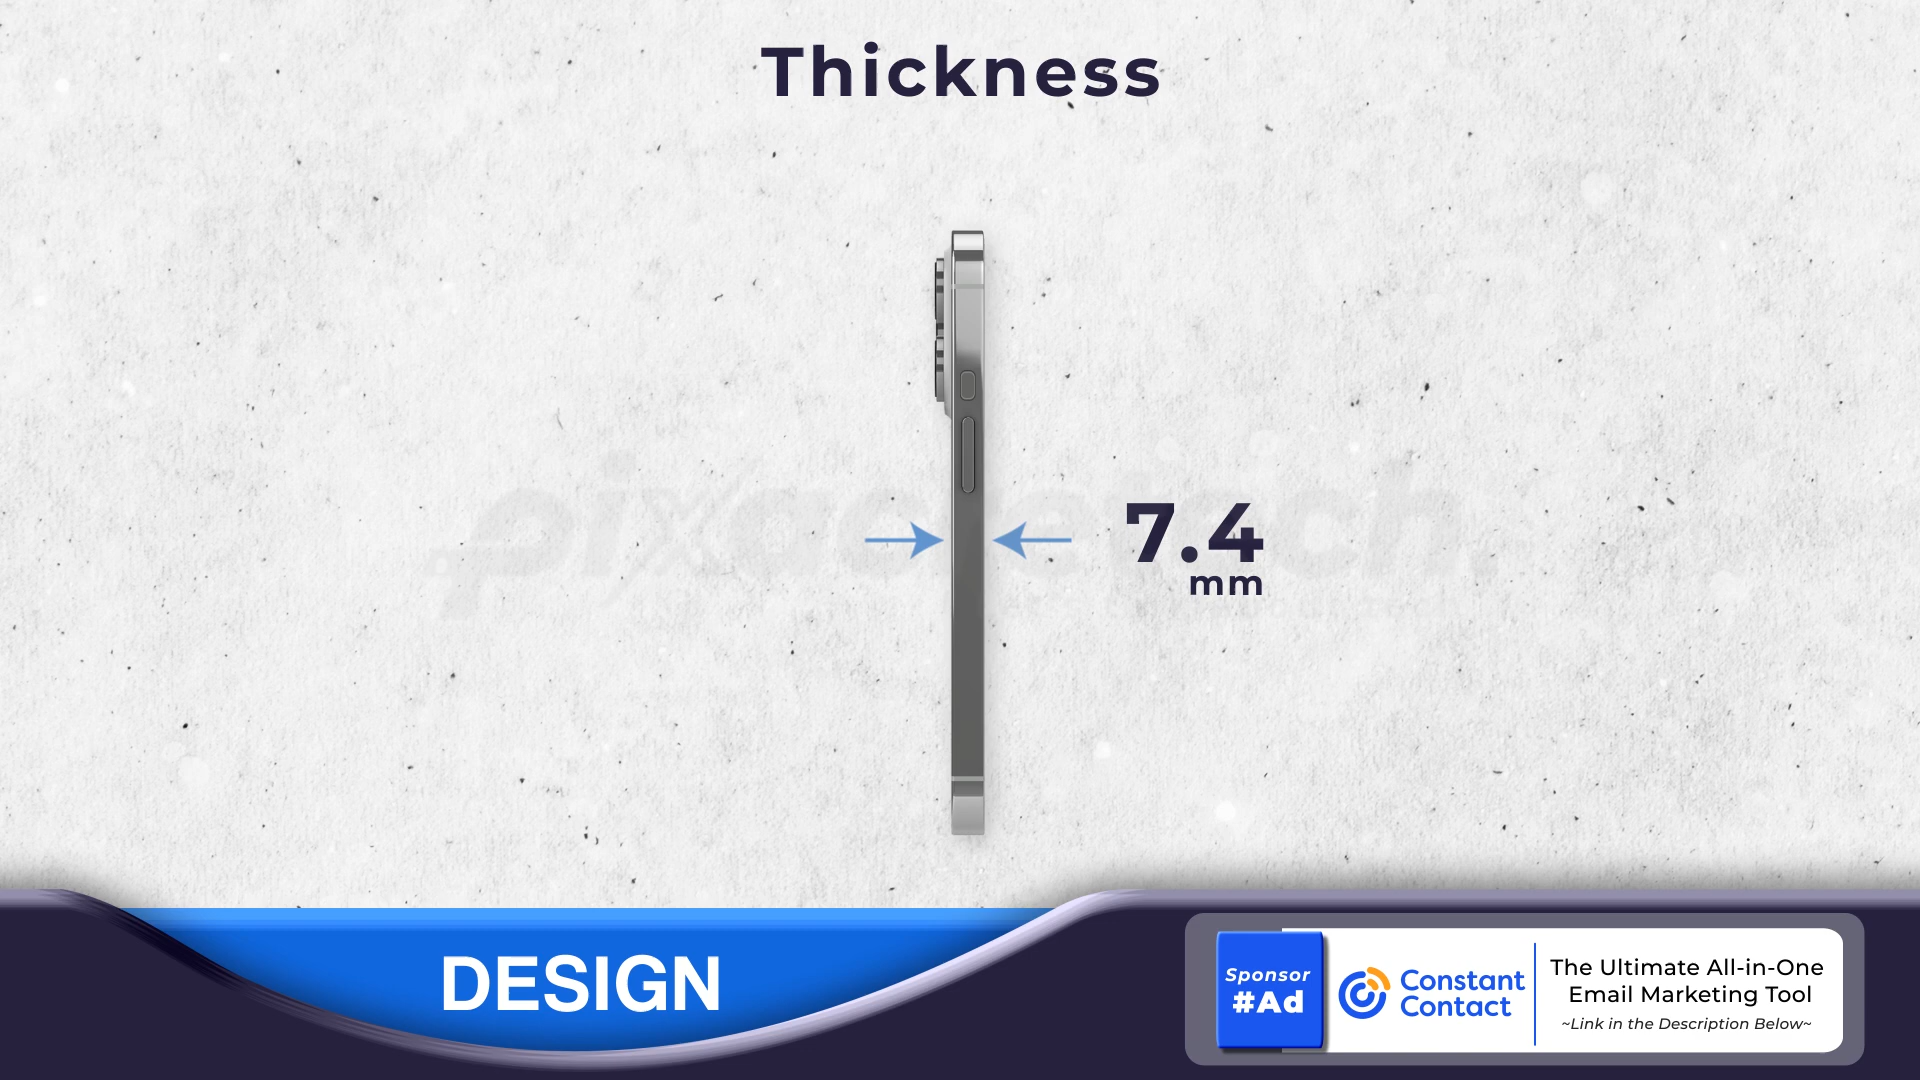 Thickness
7.4
mm
DESIGN
Sponsor
#Ad
Constant
Contact
The Ultimate All-in-One
Email Marketing Tool
~Link in the Description Below~